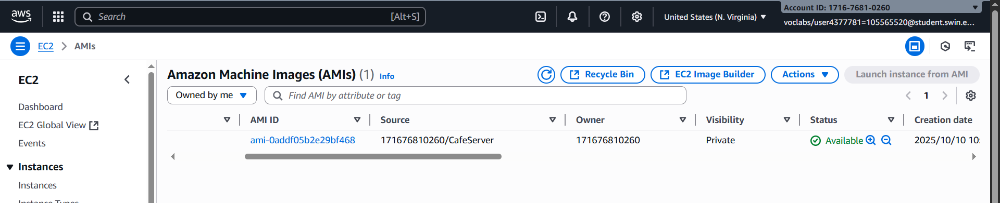 aws
Search
[Alt+S]
United States (N. Virginia)
Account ID: 1716-7681-0260
voclabs/user4377781=105565520@student.swin.e...
EC2 > AMIs
EC2
Dashboard
EC2 Global View
Events
Instances
Instances
Instance Types
Amazon Machine Images (AMIs) (1) Info
Recycle Bin
EC2 Image Builder
Actions
Launch instance from AMI
Owned by me
Find AMI by attribute or tag
1
AMI ID Source Owner Visibility Status Creation date
ami-0addf05b2e29bf468 171676810260/CafeServer 171676810260 Private Available 2025/10/10 10: